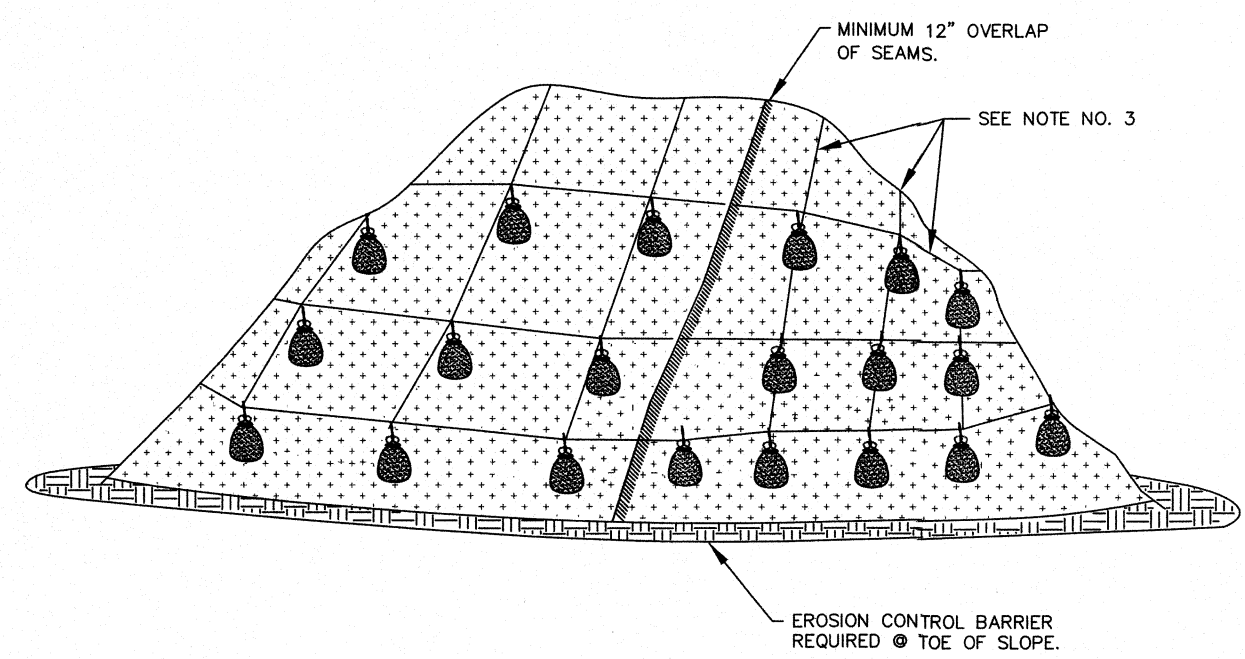 MINIMUM 12" OVERLAP
OF SEAMS.
SEE NOTE NO. 3
EROSION CONTROL BARRIER
REQUIRED @ TOE OF SLOPE.